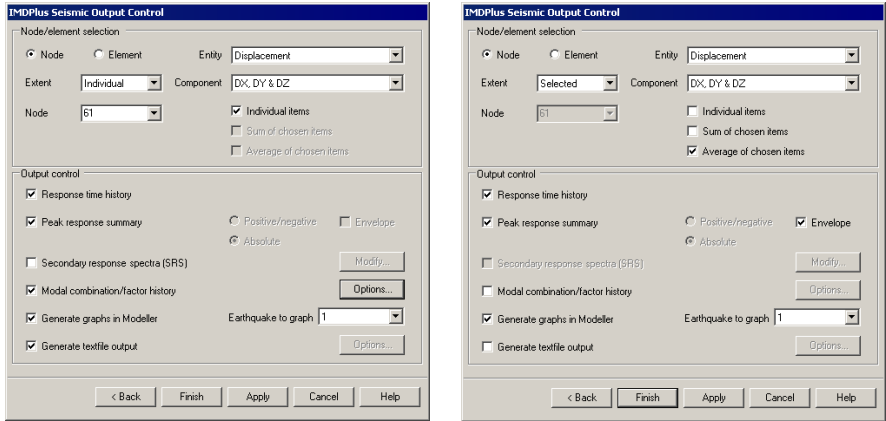 IMDPlus Seismic Output Control
Node/element selection
Node Element Entity Displacement
Extent Individual Component DX, DY & DZ
Node 61 Individual items
Sum of chosen items
Average of chosen items
Output control
Response time history
Peak response summary Positive/negative Envelope
Absolute
Secondary response spectra (SRS) Modify...
Modal combination/factor history Options...
Generate graphs in Modeller Earthquake to graph 1
Generate textfile output Options...
< Back Finish Apply Cancel Help
IMDPlus Seismic Output Control
Node/element selection
Node Element Entity Displacement
Extent Selected Component DX, DY & DZ
Node 61 Individual items
Sum of chosen items
Average of chosen items
Output control
Response time history
Peak response summary Positive/negative Envelope
Absolute
Secondary response spectra (SRS) Modify...
Modal combination/factor history Options...
Generate graphs in Modeller Earthquake to graph 1
Generate textfile output Options...
< Back Finish Apply Cancel Help